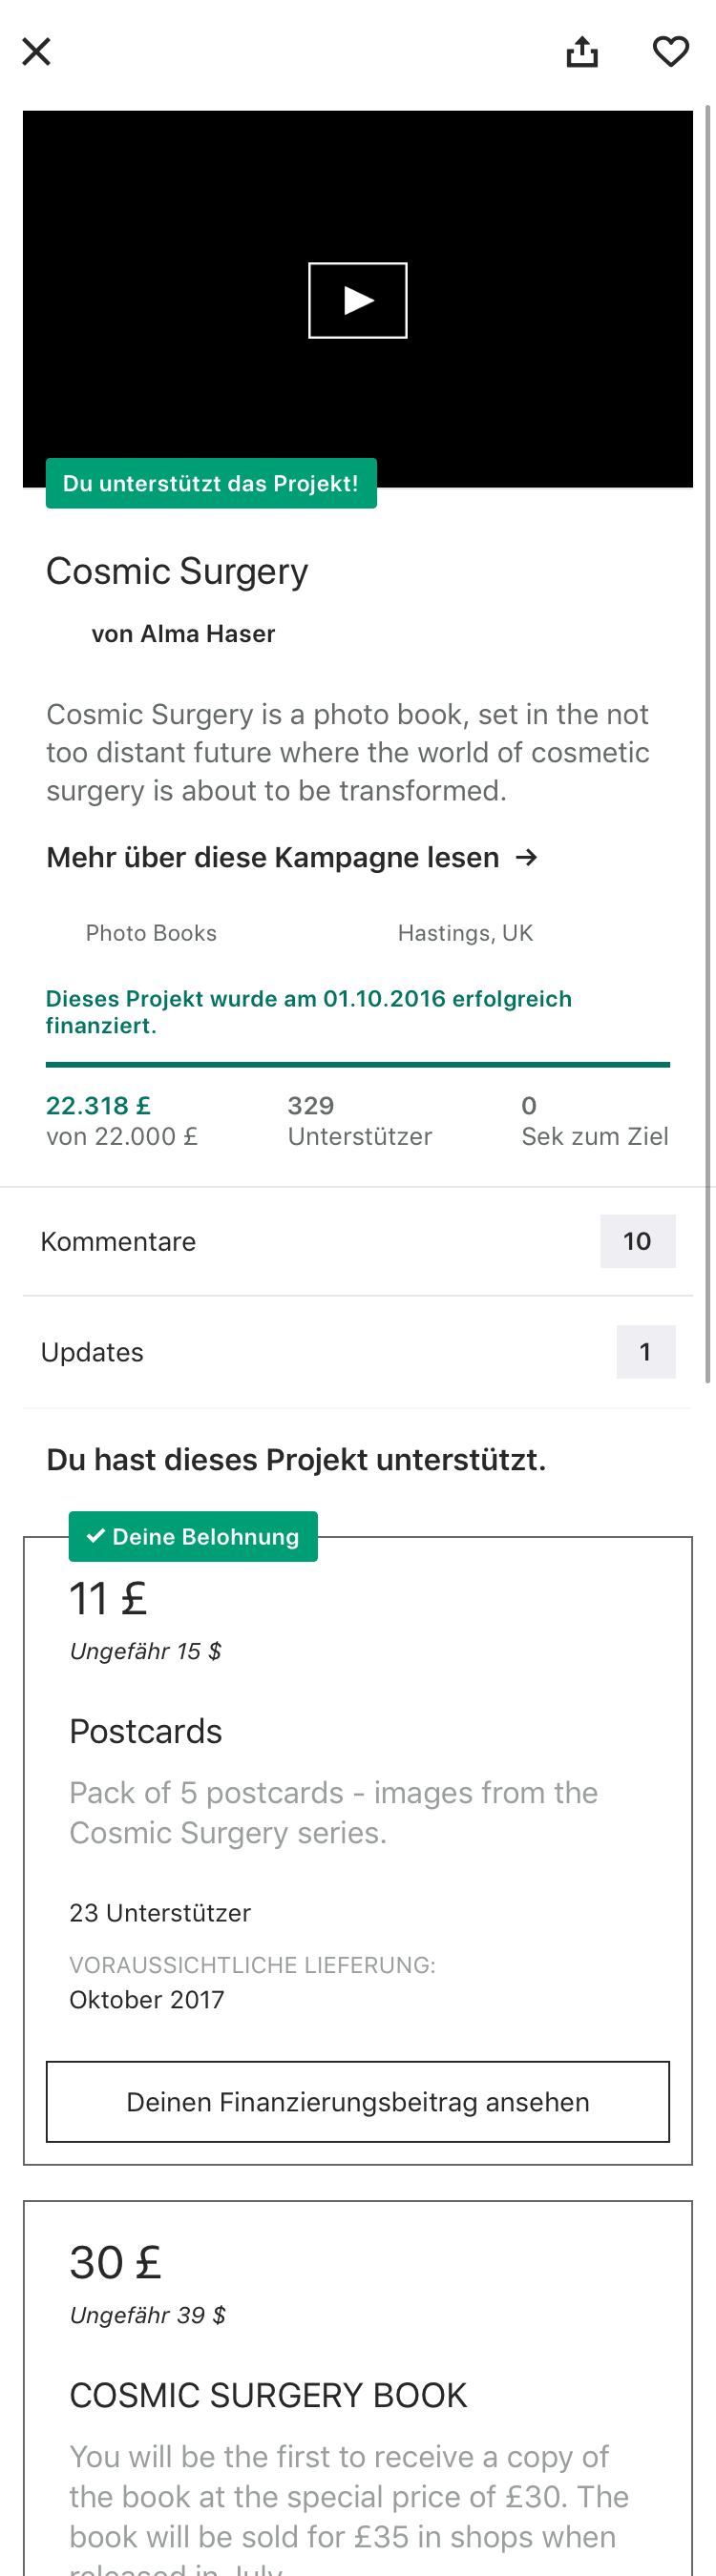 Du unterstützt das Projekt!
Cosmic Surgery
von Alma Haser
Cosmic Surgery is a photo book, set in the not
too distant future where the world of cosmetic
surgery is about to be transformed.
Mehr über diese Kampagne lesen →
Photo Books Hastings, UK
Dieses Projekt wurde am 01.10.2016 erfolgreich
finanziert.
22.318 £ 329 0
von 22.000 £ Unterstützer Sek zum Ziel
Kommentare 10
Updates 1
Du hast dieses Projekt unterstützt.
✓ Deine Belohnung
11 £
Ungefähr 15 $
Postcards
Pack of 5 postcards - images from the
Cosmic Surgery series.
23 Unterstützer
VORAUSSICHTLICHE LIEFERUNG:
Oktober 2017
Deinen Finanzierungsbeitrag ansehen
30 £
Ungefähr 39 $
COSMIC SURGERY BOOK
You will be the first to receive a copy of
the book at the special price of £30. The
book will be sold for £35 in shops when
released in July